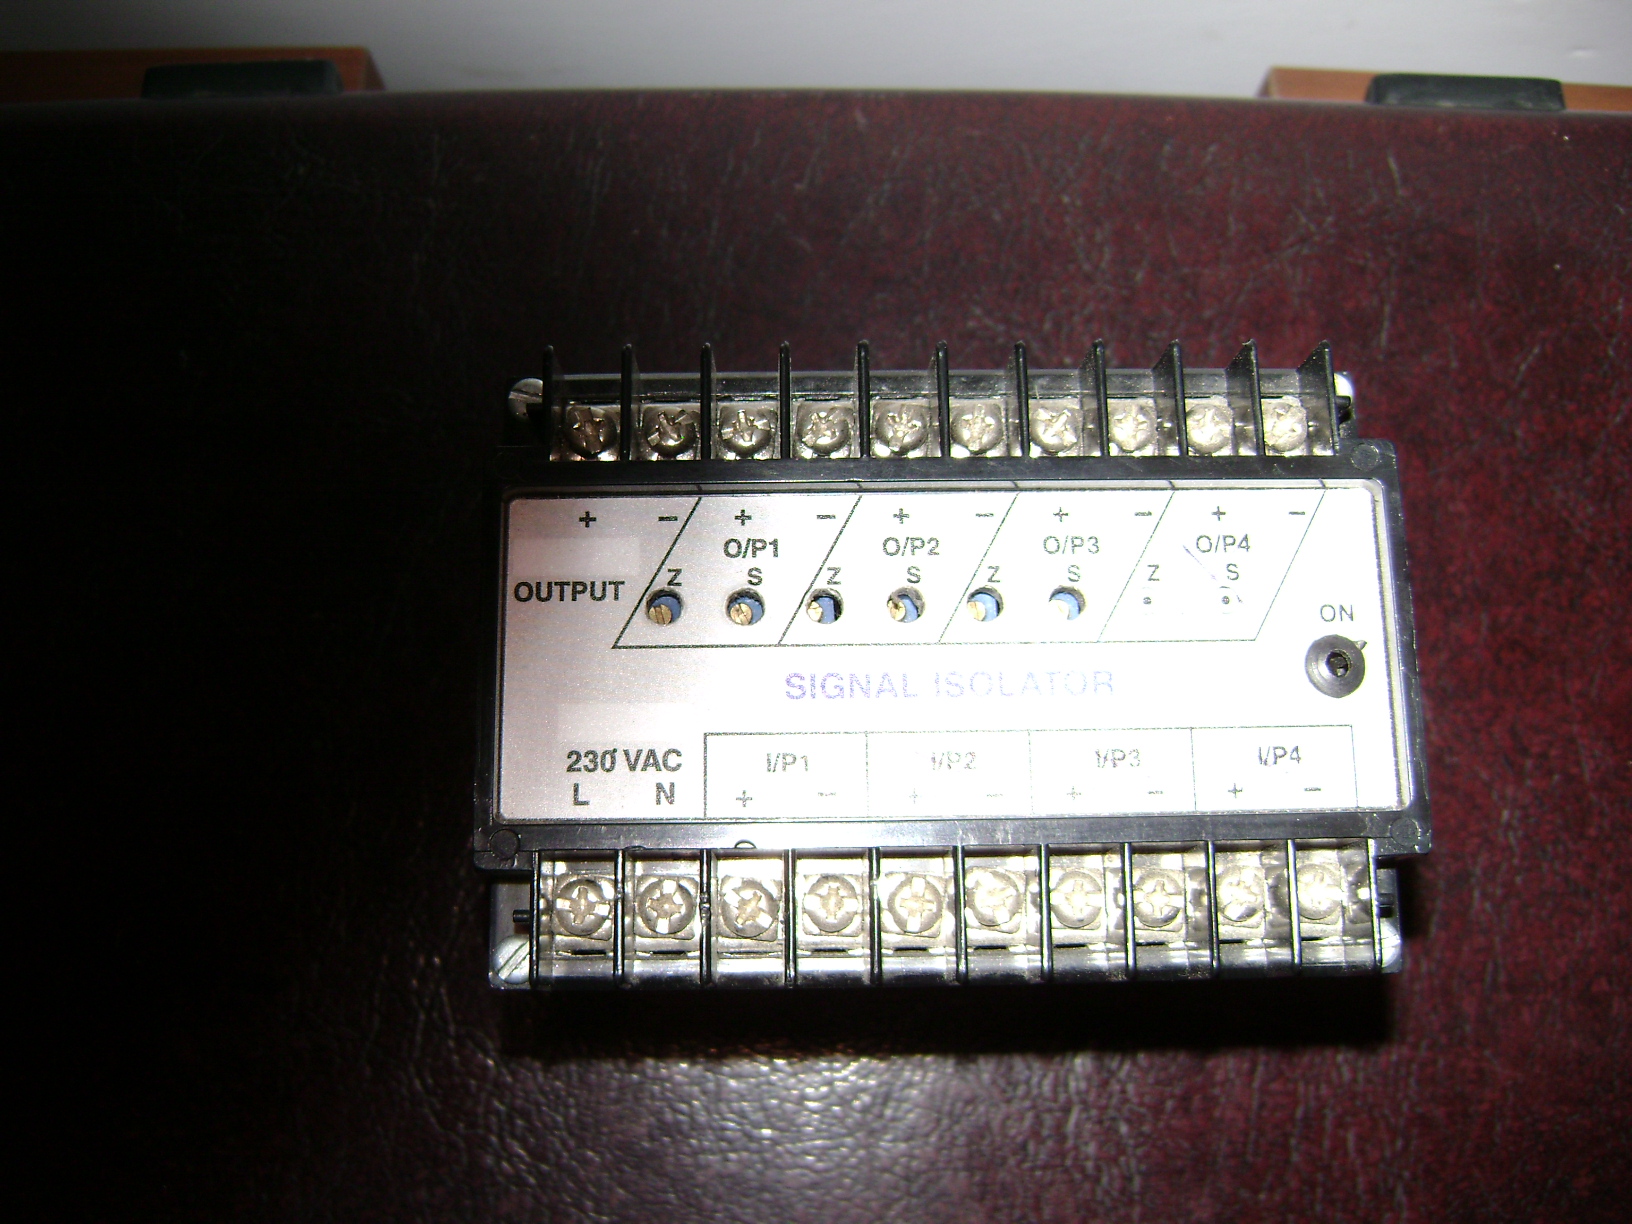 + − + − + − + − + −
O/P1 O/P2 O/P3 O/P4
Z S Z S Z S Z S
OUTPUT
ON
SIGNAL ISOLATOR
230 VAC I/P1 I/P2 I/P3 I/P4
L N + − + − + − + −